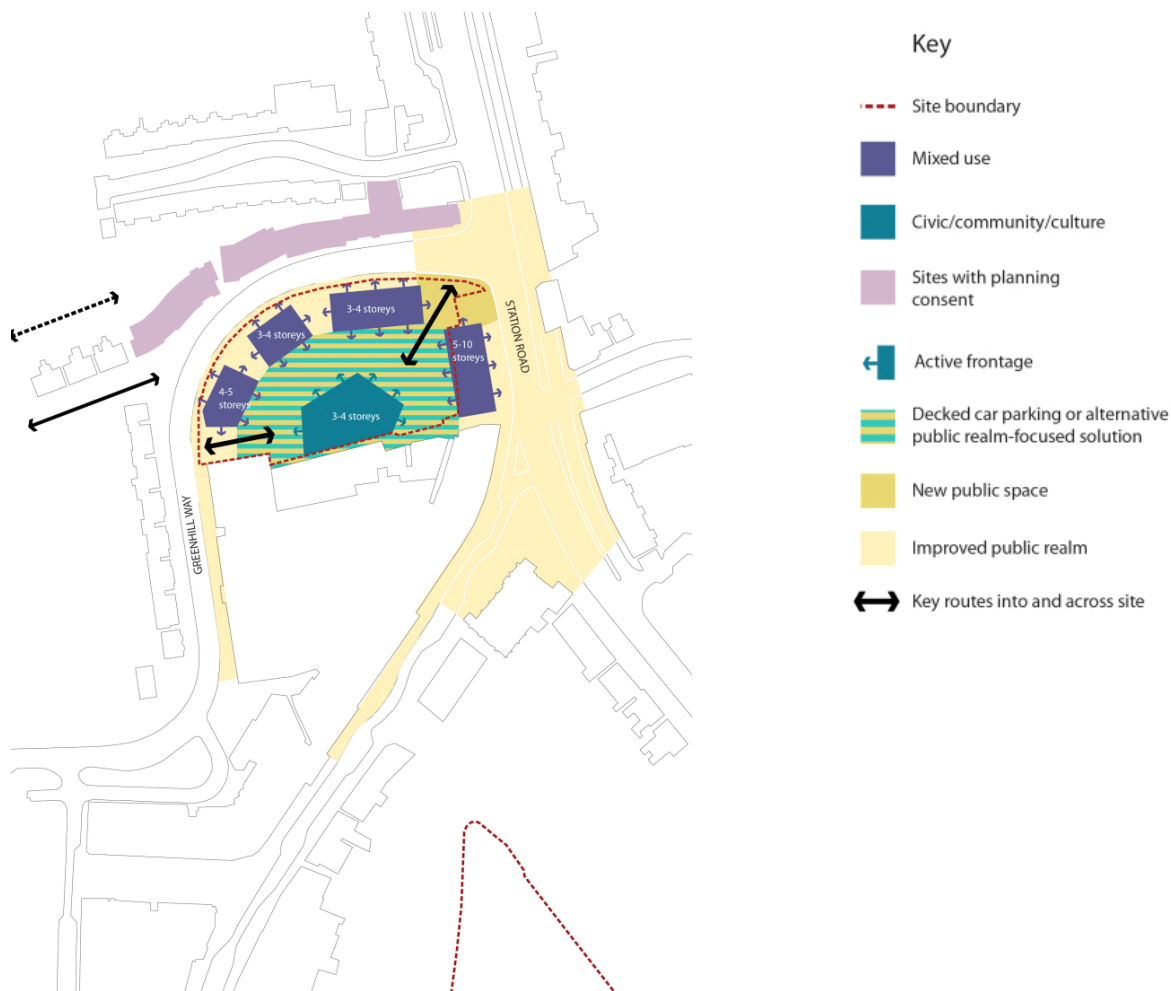 Key
Site boundary
Mixed use
Civic/community/culture
Sites with planning
consent
Active frontage
Decked car parking or alternative
public realm-focused solution
New public space
Improved public realm
Key routes into and across site
3-4 storeys
3-4 storeys
5-10
storeys
4-5
storeys
3-4 storeys
STATION ROAD
GREENHILL WAY